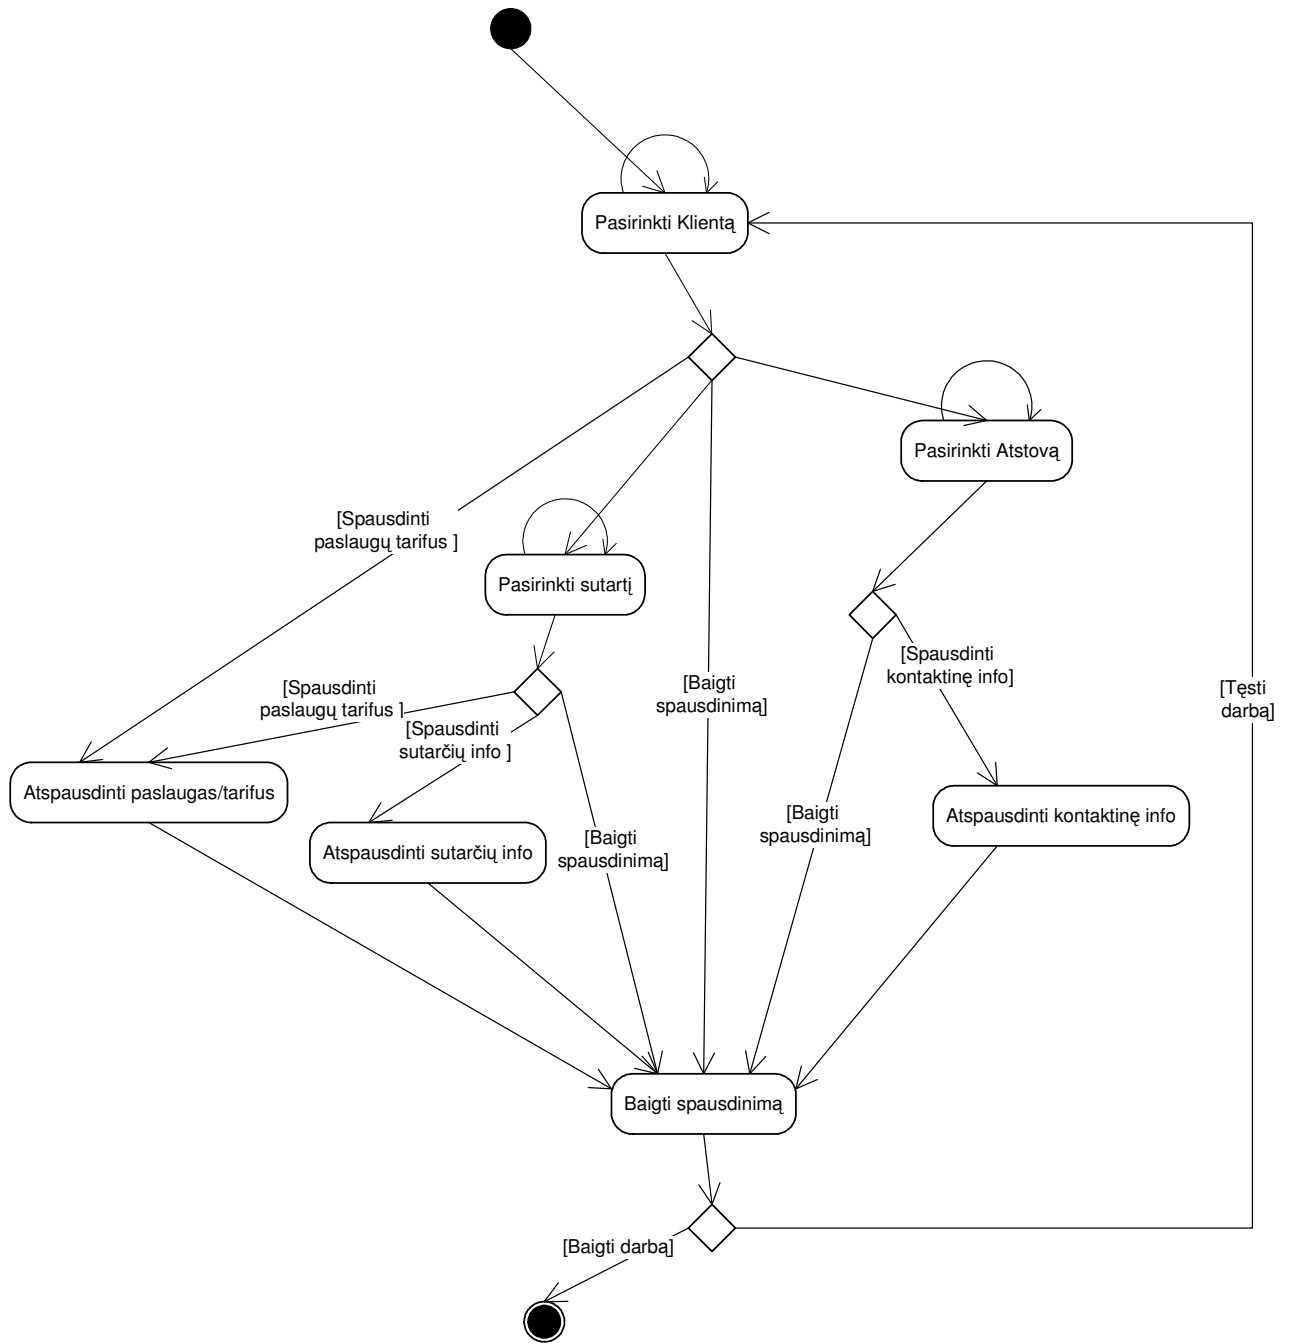 Pasirinkti Klientą
Pasirinkti Atstovą
[Spausdinti
paslaugų tarifus ]
Pasirinkti sutartį
[Spausdinti
kontaktinę info]
[Spausdinti
paslaugų tarifus ]
[Baigti
spausdinimą]
[Tęsti
darbą]
[Spausdinti
sutarčių info ]
Atspausdinti paslaugas/tarifus
Atspausdinti kontaktinę info
[Baigti
spausdinimą]
Atspausdinti sutarčių info
[Baigti
spausdinimą]
Baigti spausdinimą
[Baigti darbą]